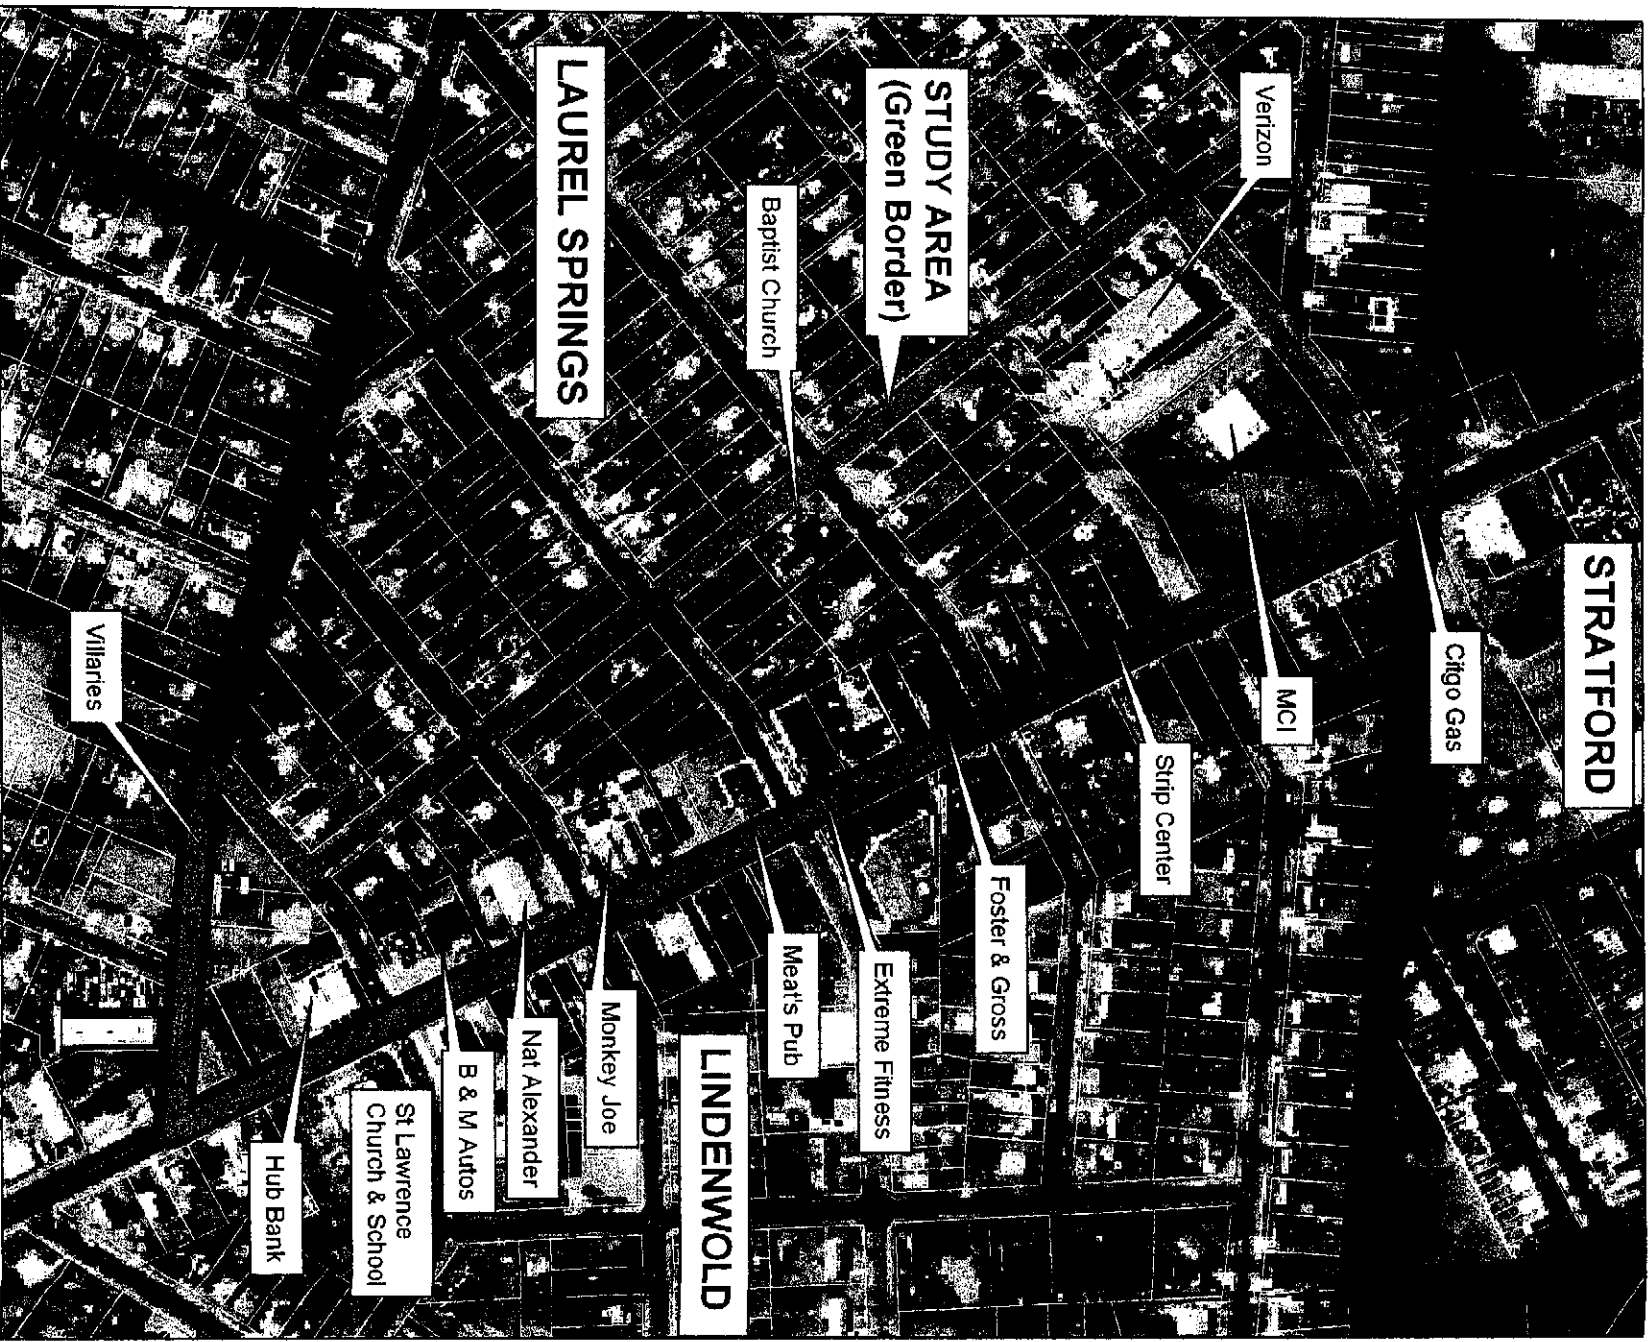 STRATFORD
Citgo Gas
MCI
Verizon
Strip Center
Foster & Gross
STUDY AREA
(Green Border)
Extreme Fitness
Meat's Pub
Baptist Church
LINDENWOLD
Monkey Joe
LAUREL SPRINGS
Nat Alexander
B & M Autos
St Lawrence
Church & School
Hub Bank
Villaries